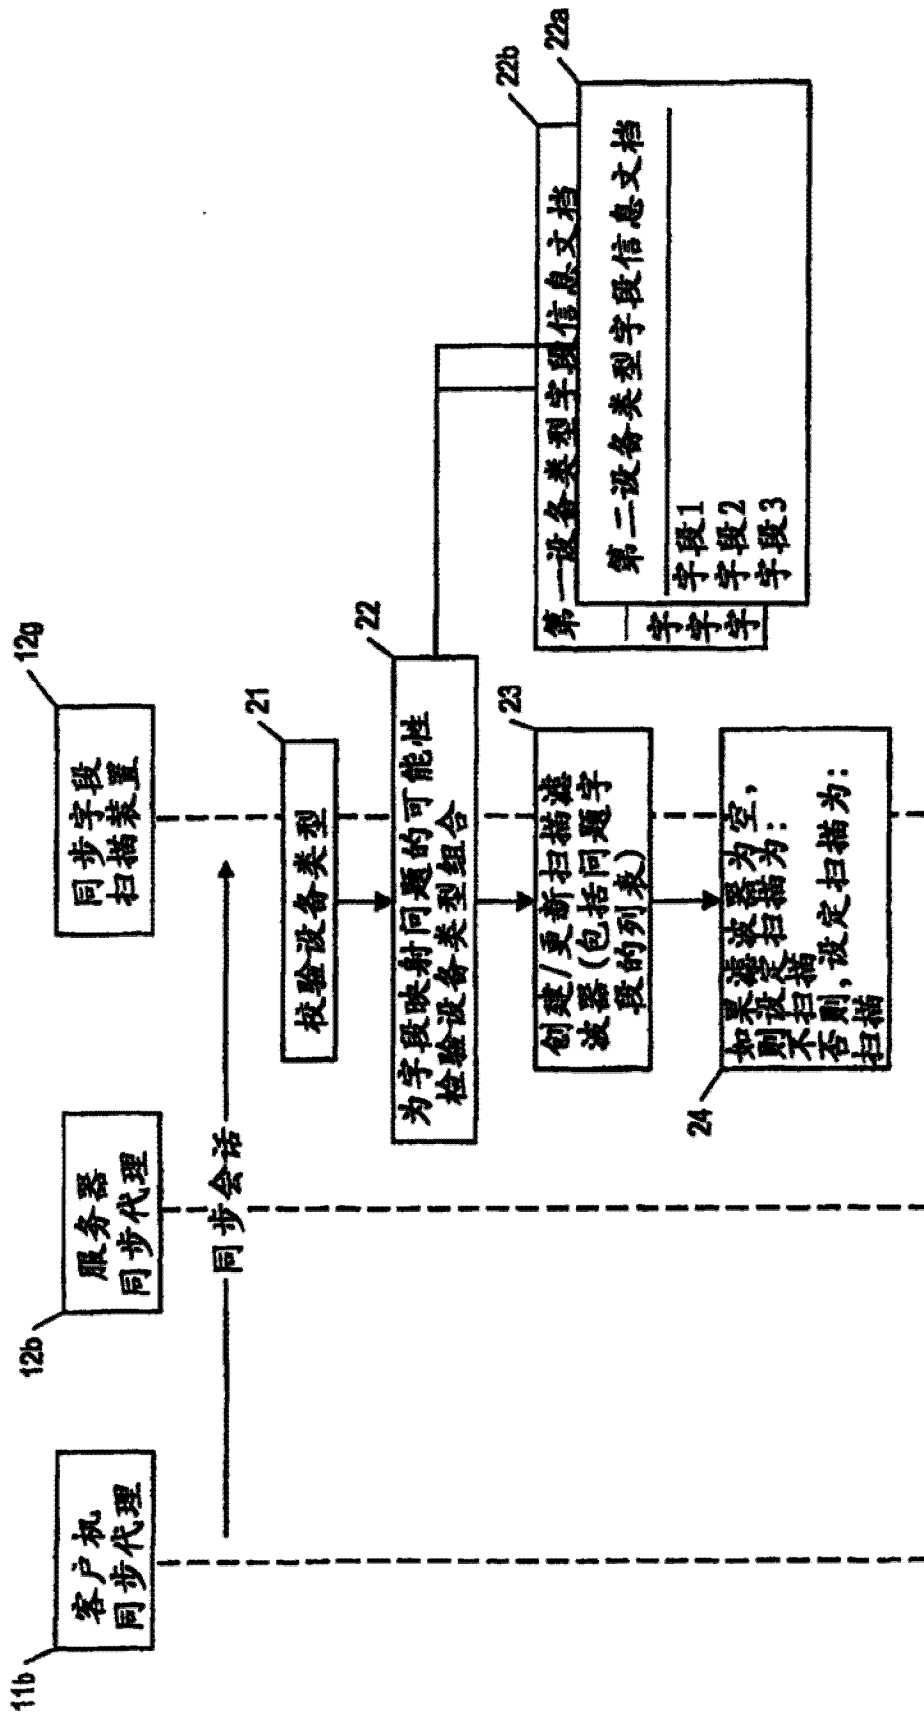 11b
客户机
同步代理
12b
服务器
同步代理
12g
同步字段
扫描装置
同步会话
21
校验设备类型
22
为字段映射问题的可能性
检验设备类型组合
22b
第一设备类型字段信息文档
字
字
字
22a
第二设备类型字段信息文档
字段1
字段2
字段3
23
创建/更新扫描滤
波器(包括问题字
段的列表)
24
如果滤波器为空,
则设定扫描为:
不扫描
否则,设定扫描为:
扫描